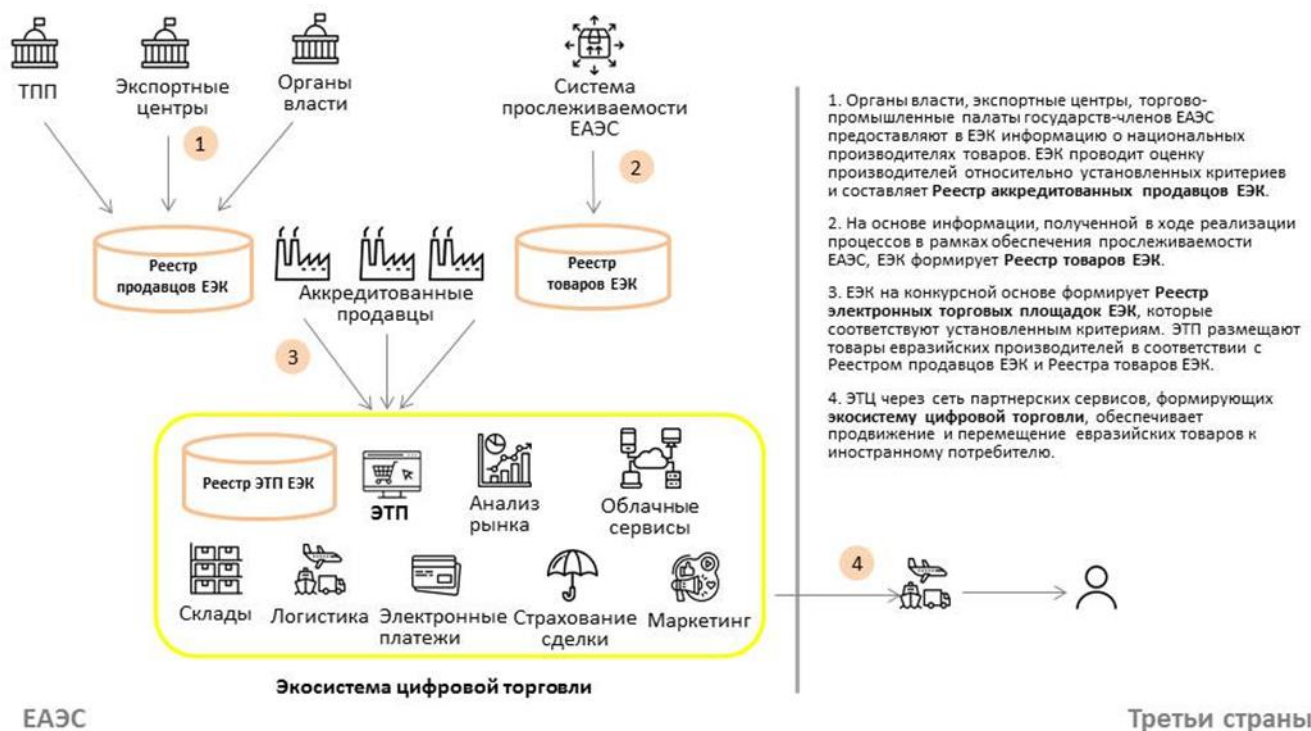 ТПП
Экспортные
центры
Органы
власти
Система
прослеживаемости
ЕАЭС
1
2
Реестр
продавцов ЕЭК
Аккредитованные
продавцы
Реестр
товаров ЕЭК
3
Реестр ЭТП ЕЭК
ЭТП
Анализ
рынка
Облачные
сервисы
Склады
Логистика
Электронные
платежи
Страхование
сделки
Маркетинг
Экосистема цифровой торговли
ЕАЭС
1. Органы власти, экспортные центры, торгово-
промышленные палаты государств-членов ЕАЭС
предоставляют в ЕЭК информацию о национальных
производителях товаров. ЕЭК проводит оценку
производителей относительно установленных критериев
и составляет Реестр аккредитованных продавцов ЕЭК.
2. На основе информации, полученной в ходе реализации
процессов в рамках обеспечения прослеживаемости
ЕАЭС, ЕЭК формирует Реестр товаров ЕЭК.
3. ЕЭК на конкурсной основе формирует Реестр
электронных торговых площадок ЕЭК, которые
соответствуют установленным критериям. ЭТП размещают
товары евразийских производителей в соответствии с
Реестром продавцов ЕЭК и Реестра товаров ЕЭК.
4. ЭТЦ через сеть партнерских сервисов, формирующих
экосистему цифровой торговли, обеспечивает
продвижение и перемещение евразийских товаров к
иностранному потребителю.
4
Третьи страны